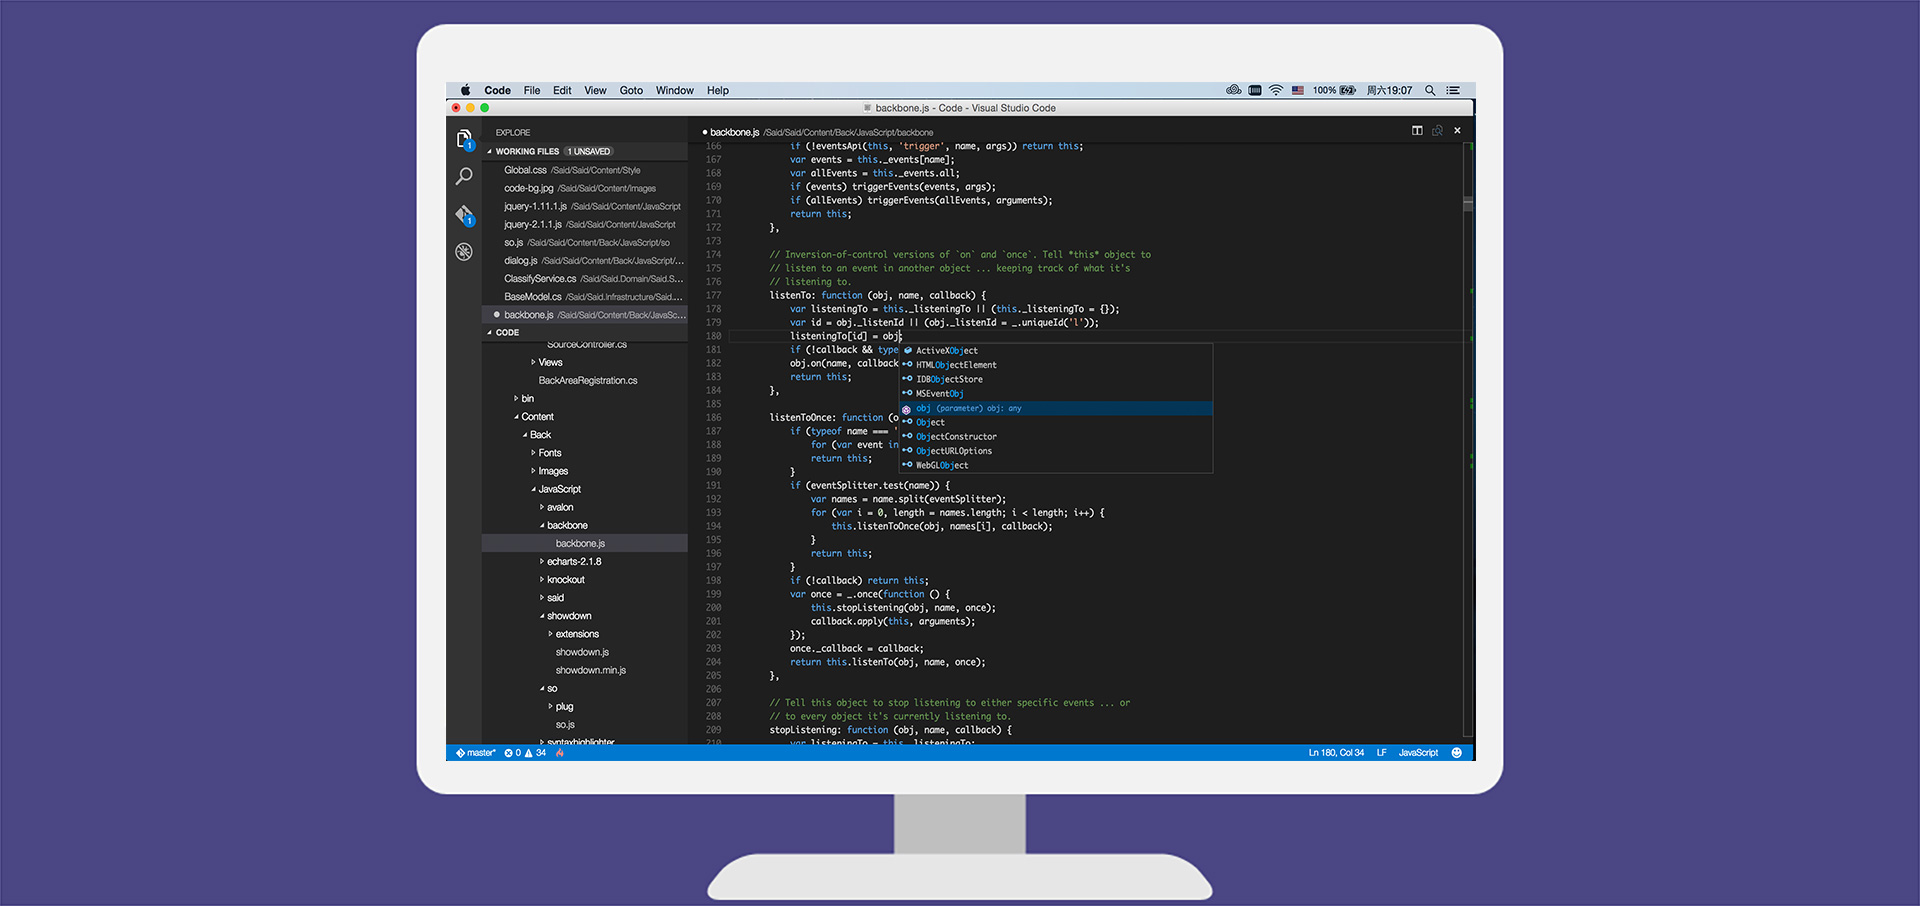 Code File Edit View Goto Window Help 100% 周六19:07
backbone.js - Code - Visual Studio Code
EXPLORE
WORKING FILES 1 UNSAVED
Global.css /Said/Said/Content/Style
code-bg.jpg /Said/Said/Content/Images
jquery-1.11.1.js /Said/Said/Content/JavaScript
jquery-2.1.1.js /Said/Said/Content/JavaScript
so.js /Said/Said/Content/Back/JavaScript/so
dialog.js /Said/Said/Content/Back/JavaScript/...
ClassifyService.cs /Said/Said.Domain/Said.S...
BaseModel.cs /Said/Said.Infrastructure/Said....
backbone.js /Said/Said/Content/Back/JavaSc...
CODE
SourceController.cs
Views
BackAreaRegistration.cs
bin
Content
Back
Fonts
Images
JavaScript
avalon
backbone
backbone.js
echarts-2.1.8
knockout
said
showdown
extensions
showdown.js
showdown.min.js
so
plug
so.js
syntaxhighlighter
1
1
backbone.js /Said/Said/Content/Back/JavaScript/backbone
166 if (!eventsApi(this, 'trigger', name, args)) return this;
167 var events = this._events[name];
168 var allEvents = this._events.all;
169 if (events) triggerEvents(events, args);
170 if (allEvents) triggerEvents(allEvents, arguments);
171 return this;
172 },
173
174 // Inversion-of-control versions of `on` and `once`. Tell *this* object to
175 // listen to an event in another object ... keeping track of what it's
176 // listening to.
177 listenTo: function (obj, name, callback) {
178 var listeningTo = this._listeningTo || (this._listeningTo = {});
179 var id = obj._listenId || (obj._listenId = _.uniqueId('l'));
180 listeningTo[id] = obj;
181 if (!callback && type
182 obj.on(name, callback
183 return this;
184 },
185
186 listenToOnce: function (o
187 if (typeof name === '
188 for (var event in
189 return this;
190 }
191 if (eventSplitter.test(name)) {
192 var names = name.split(eventSplitter);
193 for (var i = 0, length = names.length; i < length; i++) {
194 this.listenToOnce(obj, names[i], callback);
195 }
196 return this;
197 }
198 if (!callback) return this;
199 var once = _.once(function () {
200 this.stopListening(obj, name, once);
201 callback.apply(this, arguments);
202 });
203 once._callback = callback;
204 return this.listenTo(obj, name, once);
205 },
206
207 // Tell this object to stop listening to either specific events ... or
208 // to every object it's currently listening to.
209 stopListening: function (obj, name, callback) {
210 var listeningTo = this._listeningTo;
ActiveXObject
HTMLObjectElement
IDBObjectStore
MSEventObj
obj (parameter) obj: any
Object
ObjectConstructor
ObjectURLOptions
WebGLObject
master* 0 34 Ln 180, Col 34 LF JavaScript